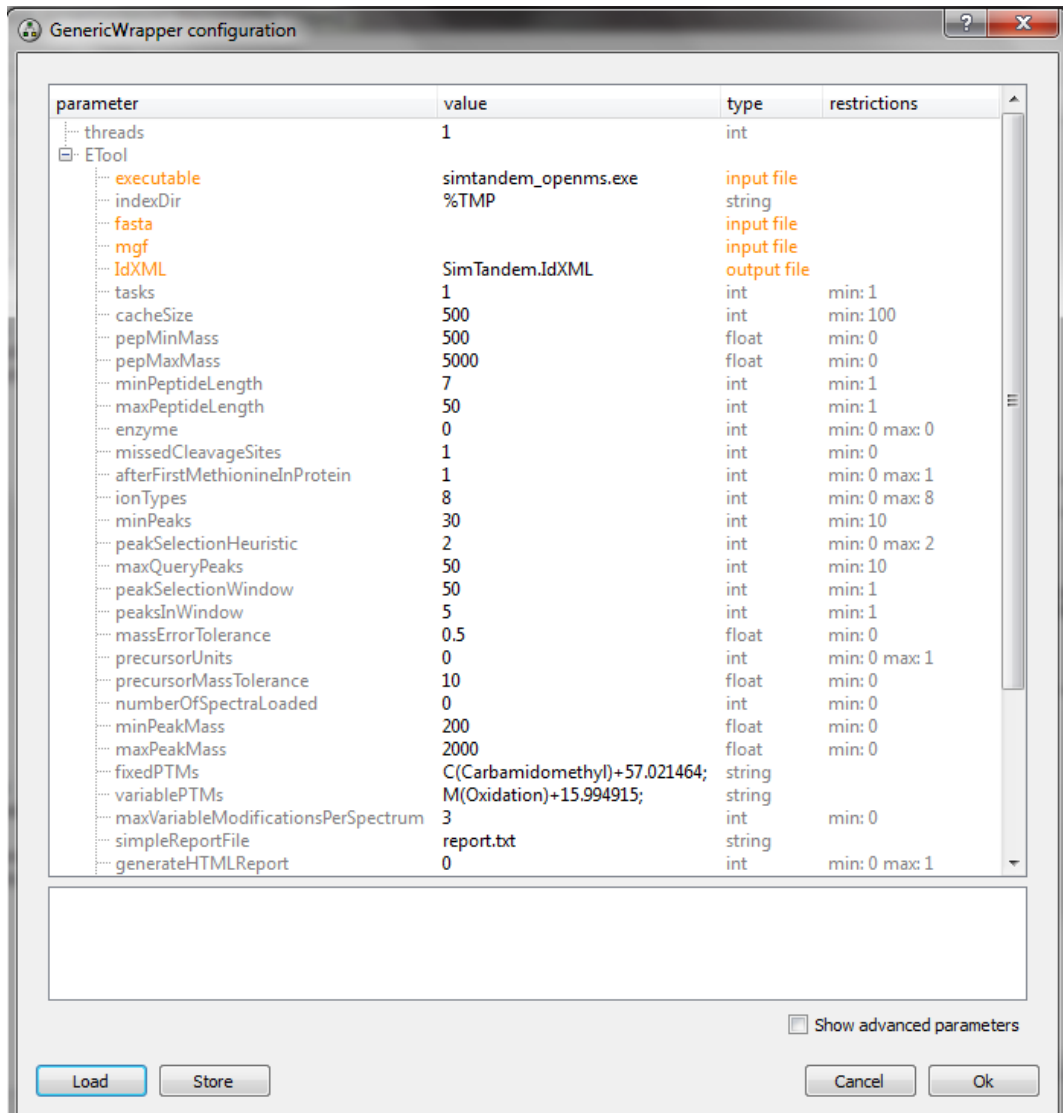 GenericWrapper configuration
parameter value type restrictions
threads 1 int
ETool
executable simtandem_openms.exe input file
indexDir %TMP string
fasta input file
mgf input file
IdXML SimTandem.IdXML output file
tasks 1 int min: 1
cacheSize 500 int min: 100
pepMinMass 500 float min: 0
pepMaxMass 5000 float min: 0
minPeptideLength 7 int min: 1
maxPeptideLength 50 int min: 1
enzyme 0 int min: 0 max: 0
missedCleavageSites 1 int min: 0
afterFirstMethionineInProtein 1 int min: 0 max: 1
ionTypes 8 int min: 0 max: 8
minPeaks 30 int min: 10
peakSelectionHeuristic 2 int min: 0 max: 2
maxQueryPeaks 50 int min: 10
peakSelectionWindow 50 int min: 1
peaksInWindow 5 int min: 1
massErrorTolerance 0.5 float min: 0
precursorUnits 0 int min: 0 max: 1
precursorMassTolerance 10 float min: 0
numberOfSpectraLoaded 0 int min: 0
minPeakMass 200 float min: 0
maxPeakMass 2000 float min: 0
fixedPTMs C(Carbamidomethyl)+57.021464; string
variablePTMs M(Oxidation)+15.994915; string
maxVariableModificationsPerSpectrum 3 int min: 0
simpleReportFile report.txt string
generateHTMLReport 0 int min: 0 max: 1
Show advanced parameters
Load Store Cancel Ok